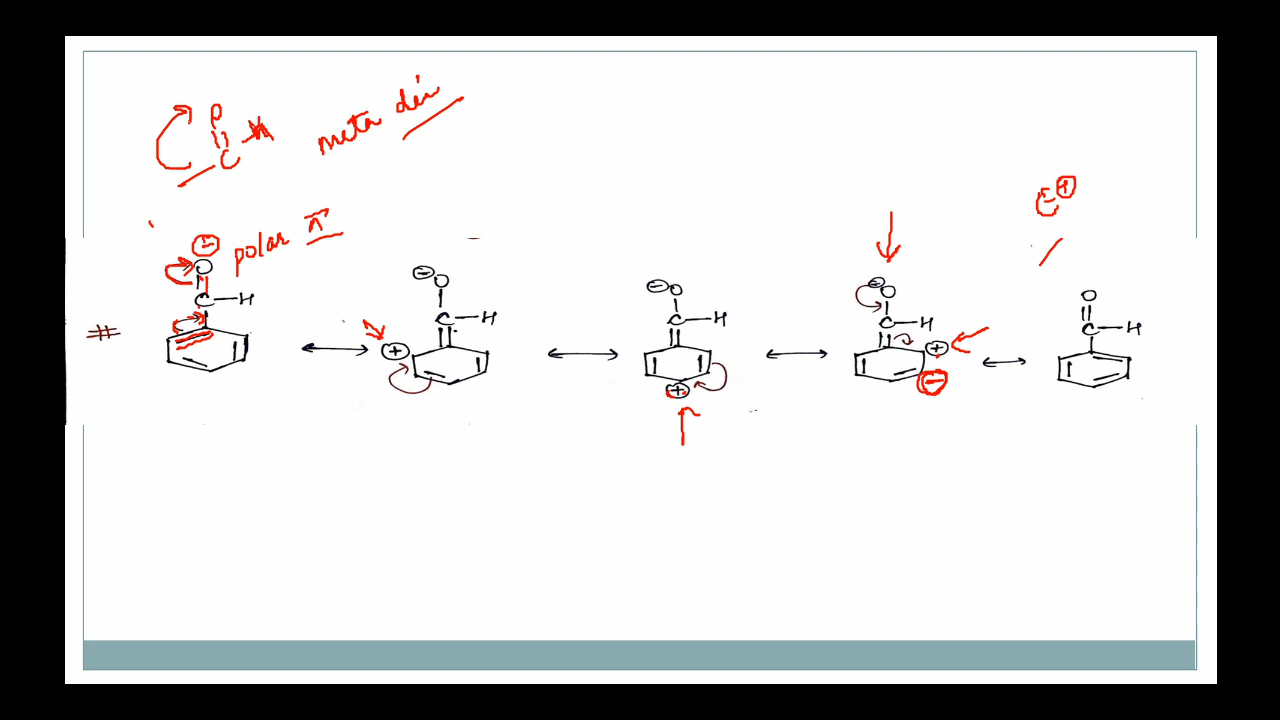 meta dir
polar π
E⊕
O ⊖
C—H
#
⊖ O
C—H
⊕
⊖ O
C—H
⊕
⊖ O
C—H
⊕
⊖
O
C—H